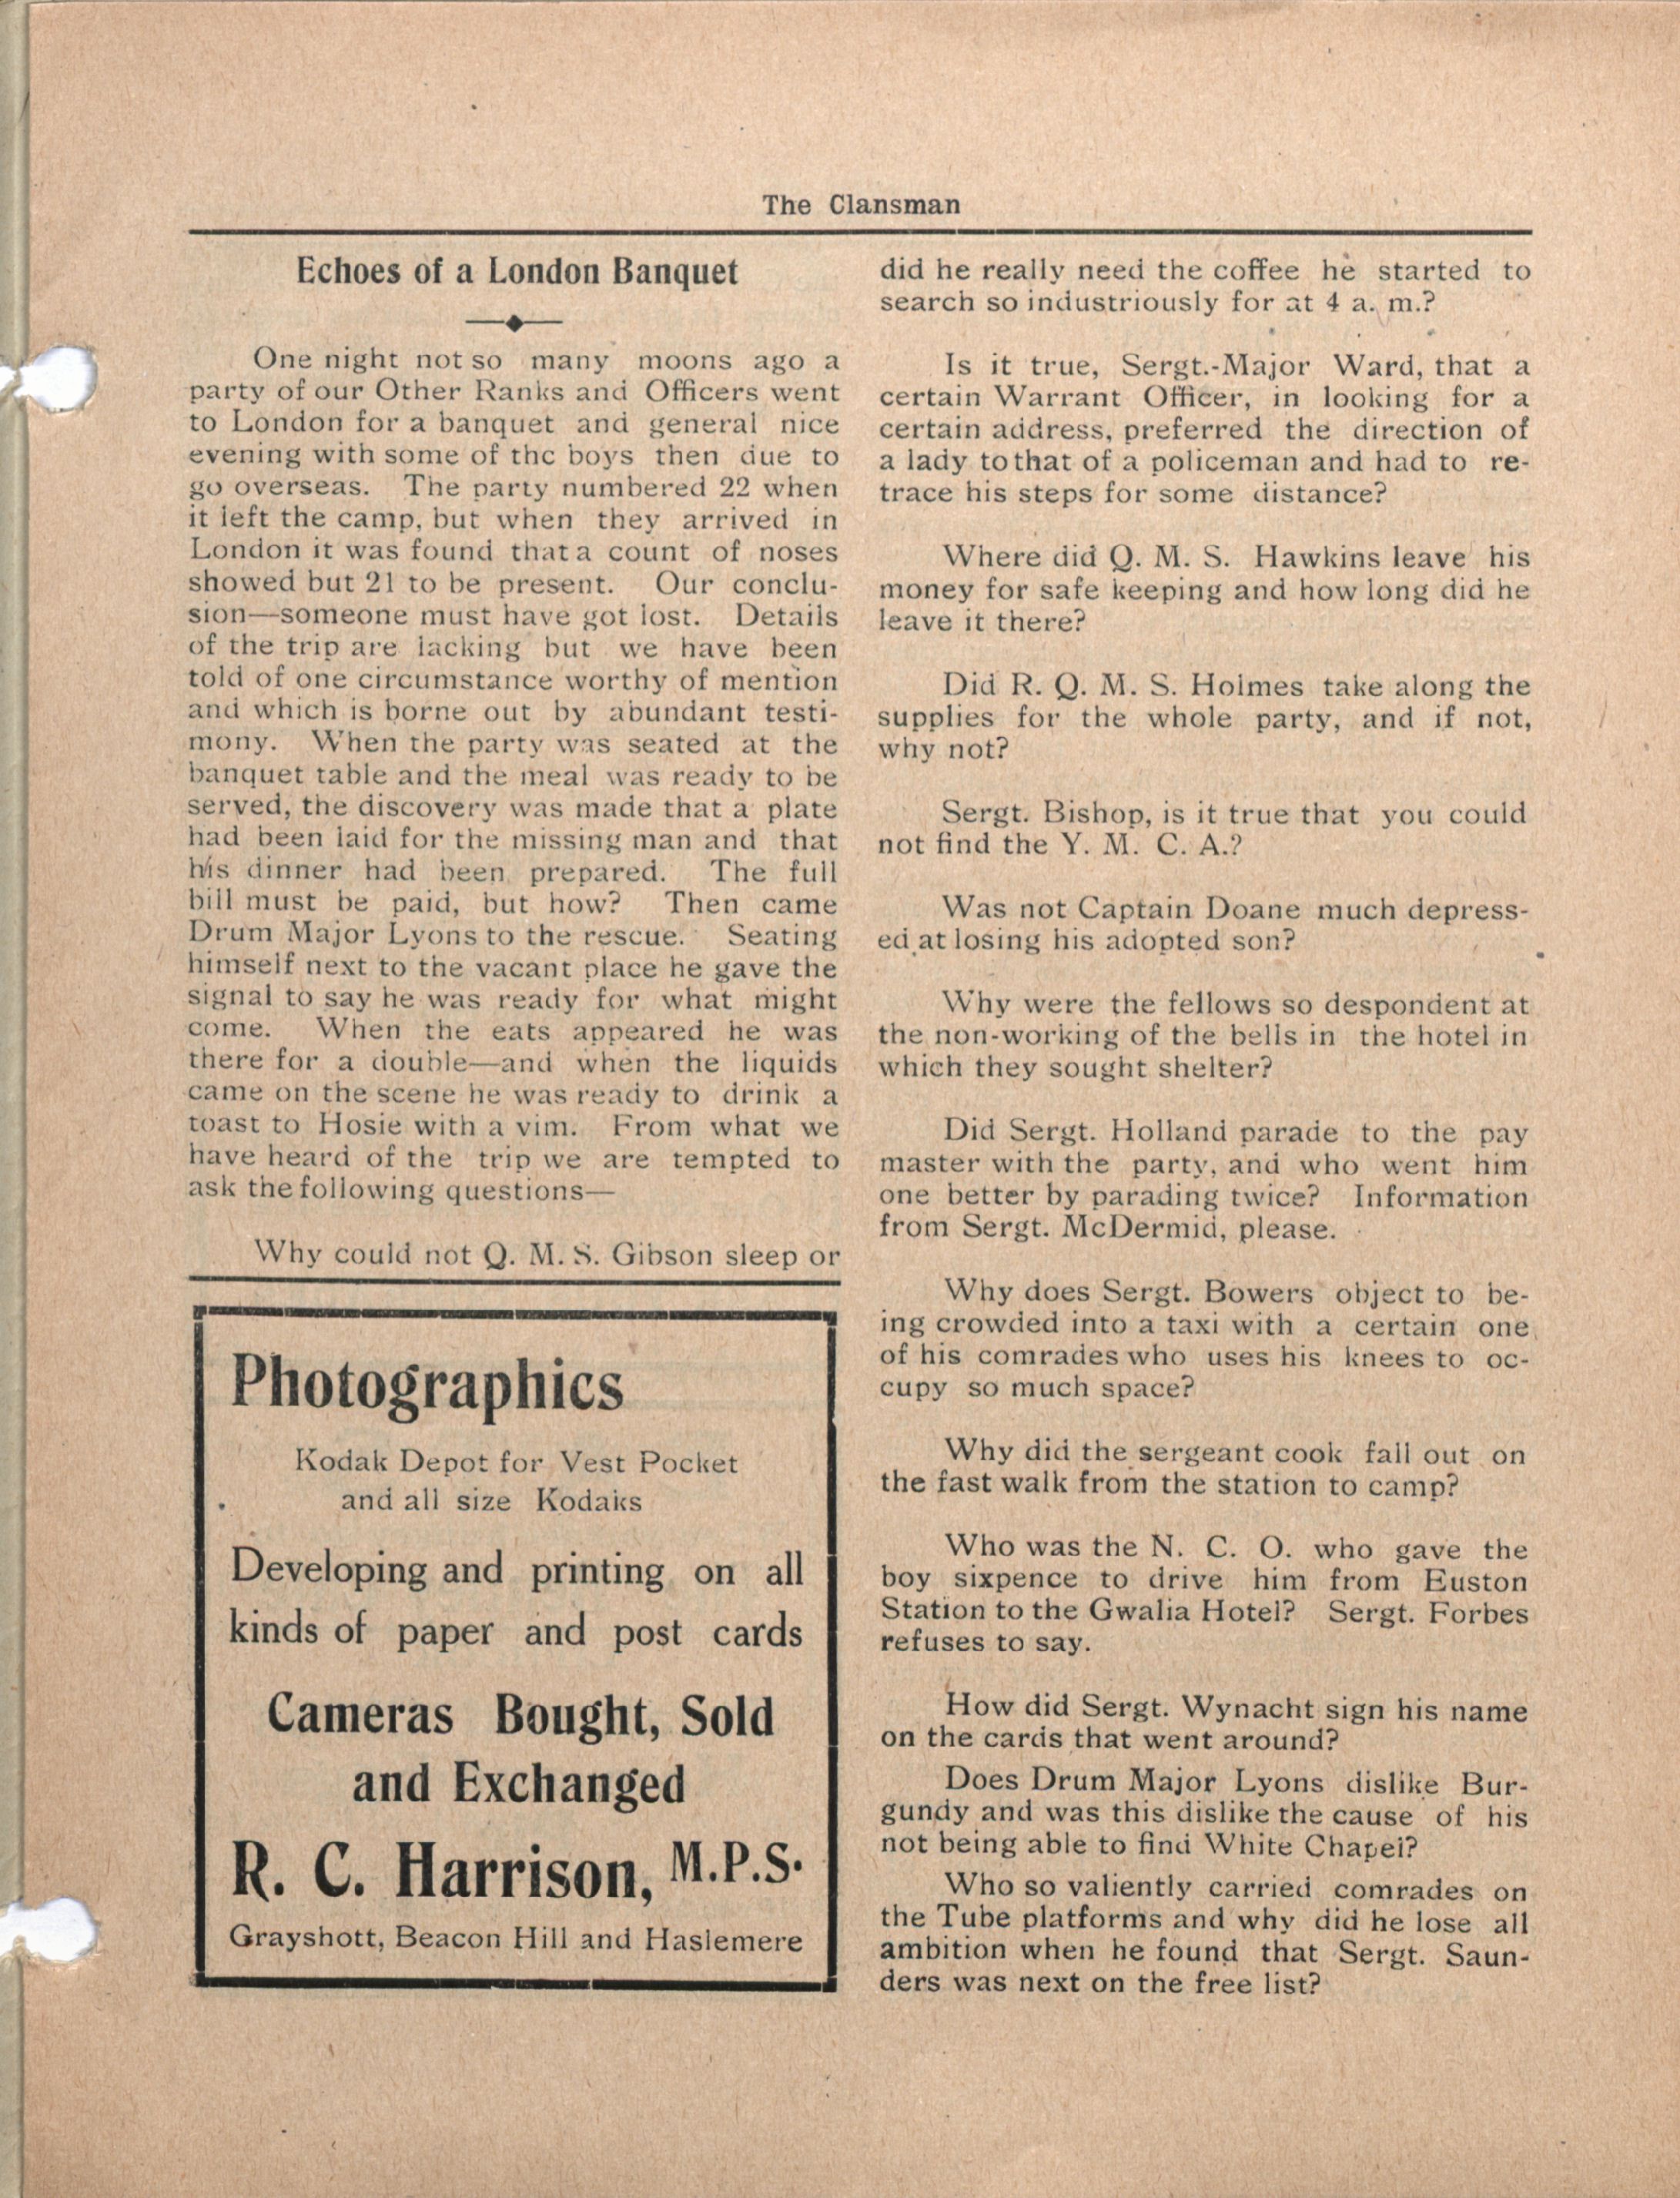 The Clansman
Echoes of a London Banquet
One night not so many moons ago a
party of our Other Ranks and Officers went
to London for a banquet and general nice
evening with some of thc boys then due to
go overseas. The party numbered 22 when
it left the camp, but when they arrived in
London it was found that a count of noses
showed but 21 to be present. Our conclu-
sion—someone must have got lost. Details
of the trip are lacking but we have been
told of one circumstance worthy of mention
and which is borne out by abundant testi-
mony. When the party was seated at the
banquet table and the meal was ready to be
served, the discovery was made that a plate
had been laid for the missing man and that
his dinner had been prepared. The full
bill must be paid, but how? Then came
Drum Major Lyons to the rescue. Seating
himself next to the vacant place he gave the
signal to say he was ready for what might
come. When the eats appeared he was
there for a double—and when the liquids
came on the scene he was ready to drink a
toast to Hosie with a vim. From what we
have heard of the trip we are tempted to
ask the following questions—
Why could not Q. M. S. Gibson sleep or
Photographics
Kodak Depot for Vest Pocket
and all size Kodaks
Developing and printing on all
kinds of paper and post cards
Cameras Bought, Sold
and Exchanged
R. C. Harrison, M.P.S.
Grayshott, Beacon Hill and Haslemere
did he really need the coffee he started to
search so industriously for at 4 a. m.?
Is it true, Sergt.-Major Ward, that a
certain Warrant Officer, in looking for a
certain address, preferred the direction of
a lady to that of a policeman and had to re-
trace his steps for some distance?
Where did Q. M. S. Hawkins leave his
money for safe keeping and how long did he
leave it there?
Did R. Q. M. S. Holmes take along the
supplies for the whole party, and if not,
why not?
Sergt. Bishop, is it true that you could
not find the Y. M. C. A.?
Was not Captain Doane much depress-
ed at losing his adopted son?
Why were the fellows so despondent at
the non-working of the bells in the hotel in
which they sought shelter?
Did Sergt. Holland parade to the pay
master with the party, and who went him
one better by parading twice? Information
from Sergt. McDermid, please.
Why does Sergt. Bowers object to be-
ing crowded into a taxi with a certain one
of his comrades who uses his knees to oc-
cupy so much space?
Why did the sergeant cook fall out on
the fast walk from the station to camp?
Who was the N. C. O. who gave the
boy sixpence to drive him from Euston
Station to the Gwalia Hotel? Sergt. Forbes
refuses to say.
How did Sergt. Wynacht sign his name
on the cards that went around?
Does Drum Major Lyons dislike Bur-
gundy and was this dislike the cause of his
not being able to find White Chapel?
Who so valiently carried comrades on
the Tube platforms and why did he lose all
ambition when he found that Sergt. Saun-
ders was next on the free list?